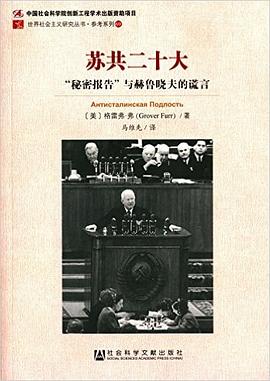 中国社会科学院创新工程学术出版资助项目
世界社会主义研究丛书·参考系列
苏共二十大
“秘密报告”与赫鲁晓夫的谎言
Антисталинская Подлость
〔美〕格雷弗·弗 (Grover Furr) / 著
马维先 / 译
社会科学文献出版社
SOCIAL SCIENCES ACADEMIC PRESS (CHINA)